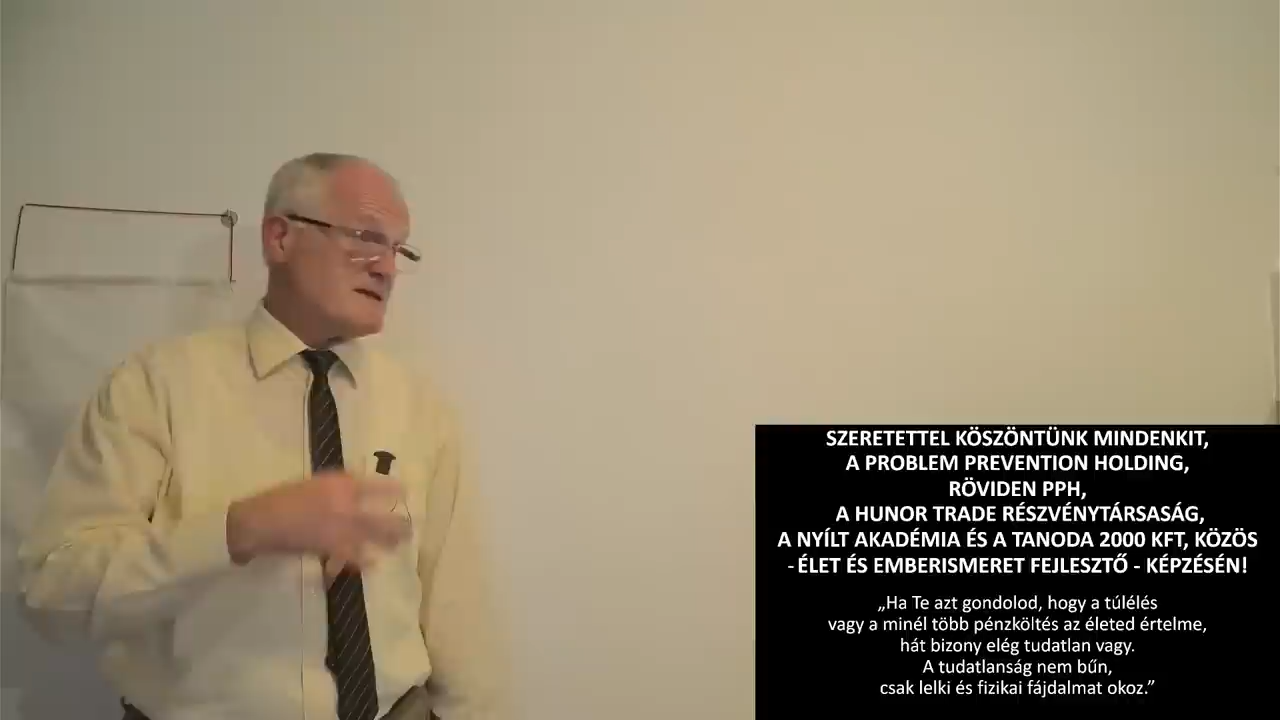 SZERETETTEL KÖSZÖNTÜNK MINDENKIT,
A PROBLEM PREVENTION HOLDING,
RÖVIDEN PPH,
A HUNOR TRADE RÉSZVÉNYTÁRSASÁG,
A NYÍLT AKADÉMIA ÉS A TANODA 2000 KFT, KÖZÖS
- ÉLET ÉS EMBERISMERET FEJLESZTŐ - KÉPZÉSÉN!
„Ha Te azt gondolod, hogy a túlélés
vagy a minél több pénzköltés az életed értelme,
hát bizony elég tudatlan vagy.
A tudatlanság nem bűn,
csak lelki és fizikai fájdalmat okoz.”